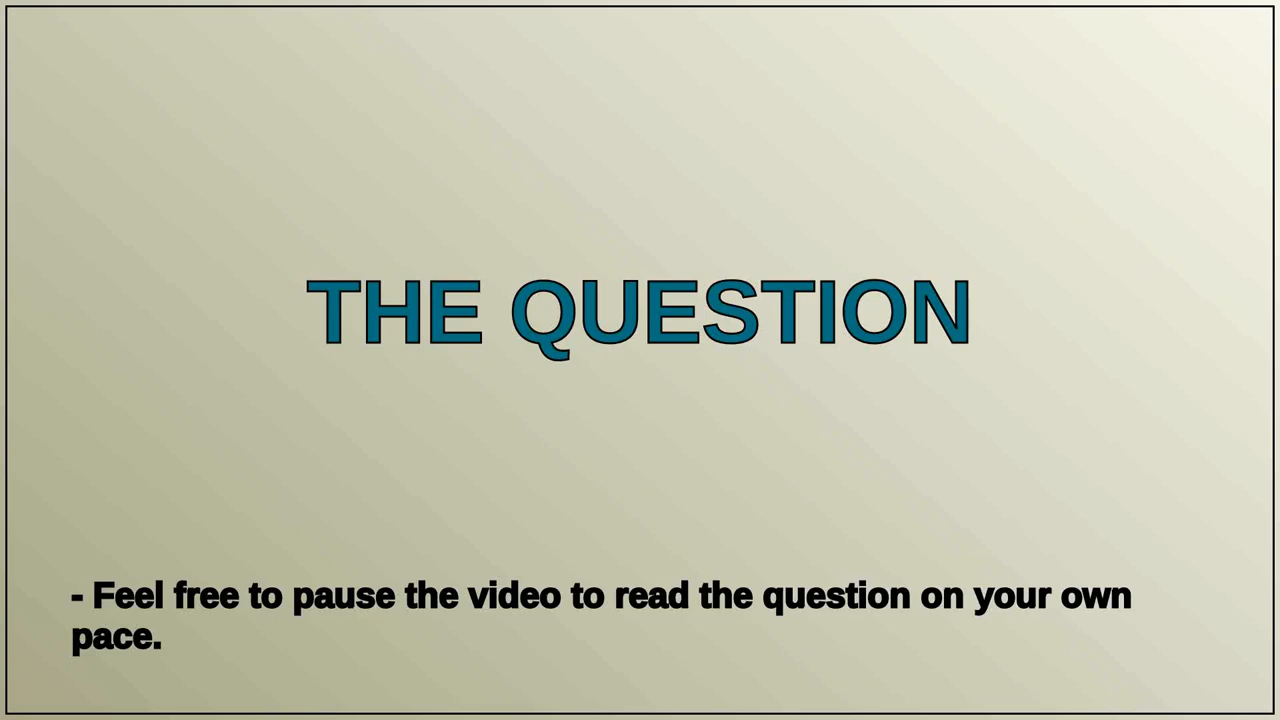 THE QUESTION
- Feel free to pause the video to read the question on your own
pace.